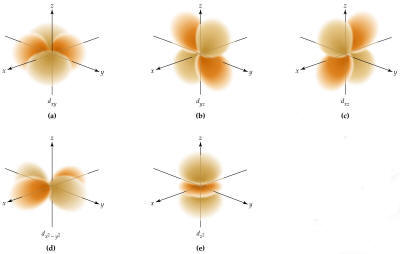 z z z
x y x y x y
d_xy d_yz d_xz
(a) (b) (c)
z z
x y x y
d_x²−y² d_z²
(d) (e)